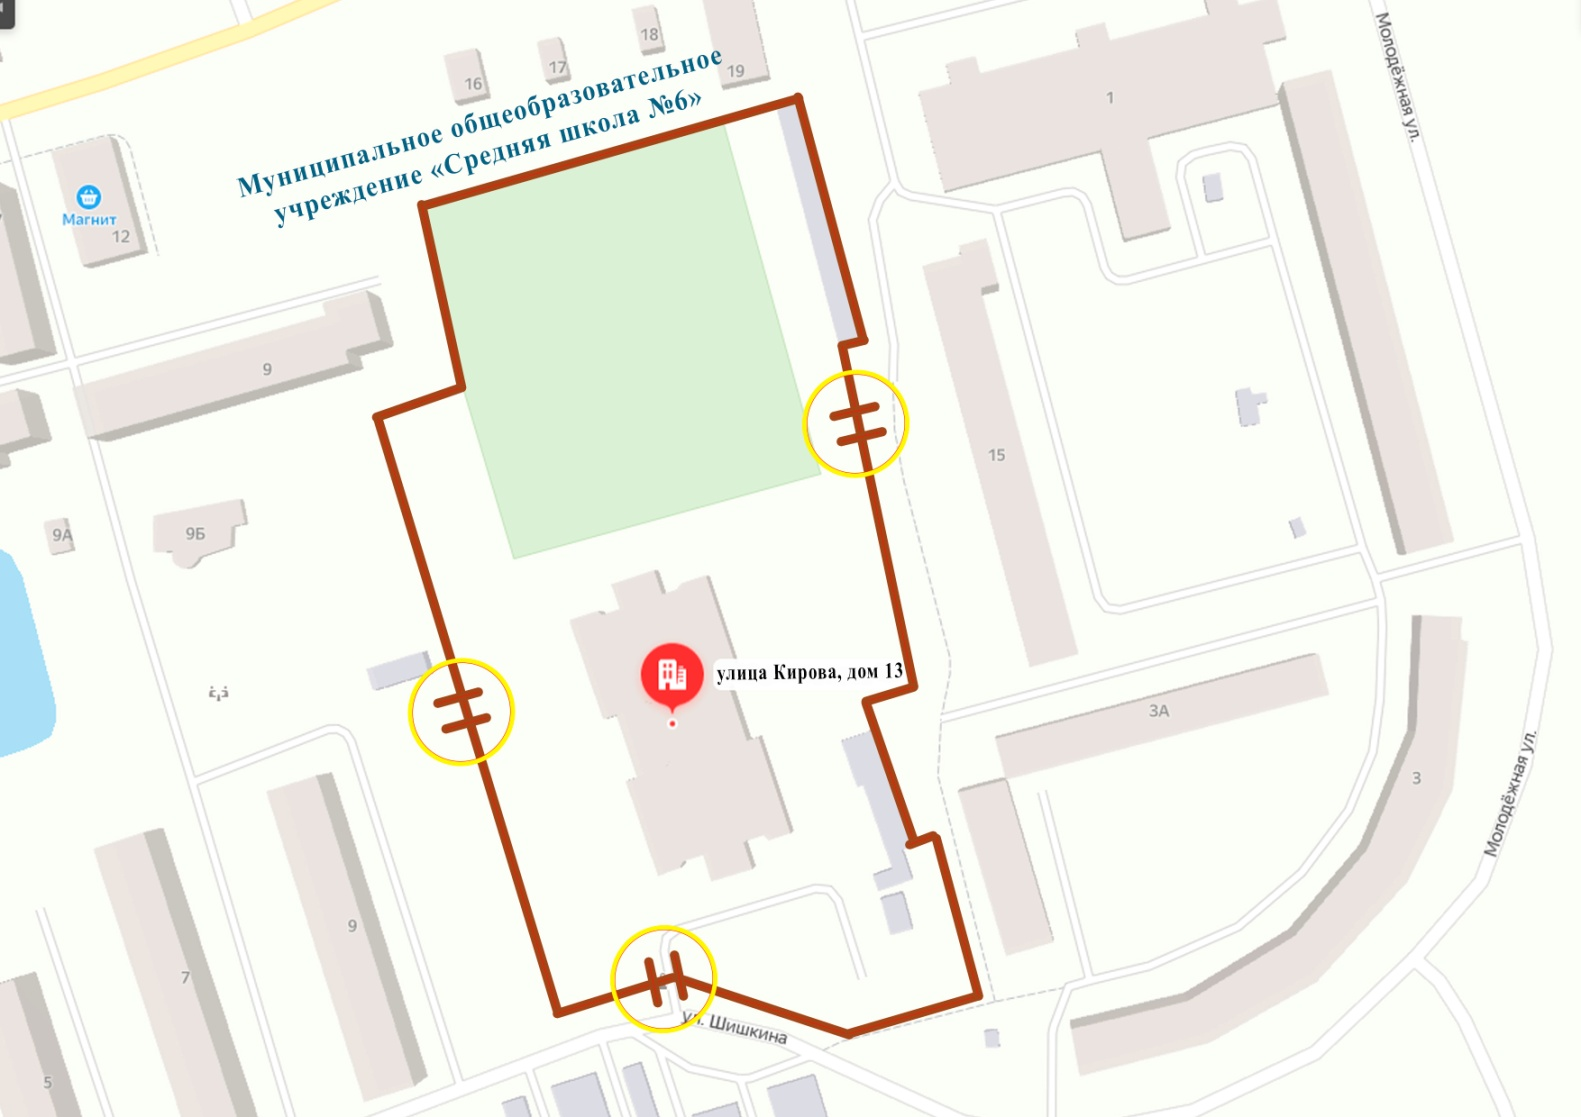 Муниципальное общеобразовательное
учреждение «Средняя школа №6»
16
17
18
19
1
Молодёжная ул.
Магнит
12
9
15
9А
9Б
улица Кирова, дом 13
3А
3
Молодёжная ул.
9
7
5
ул. Шишкина